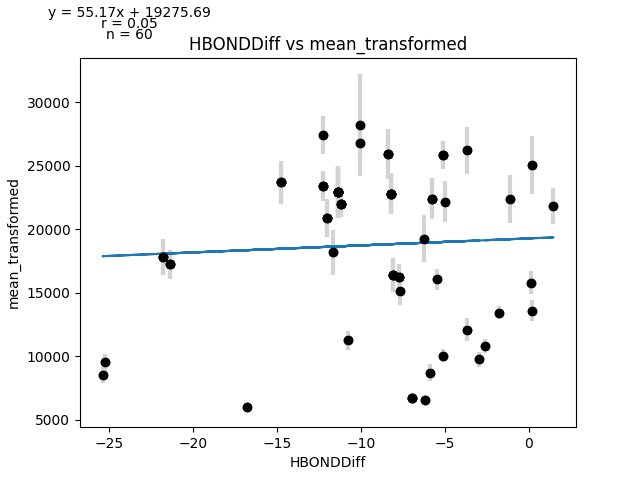 y = 55.17x + 19275.69
r = 0.05
n = 60
HBONDDiff vs mean_transformed
mean_transformed
30000
25000
20000
15000
10000
5000
−25
−20
−15
−10
−5
0
HBONDDiff